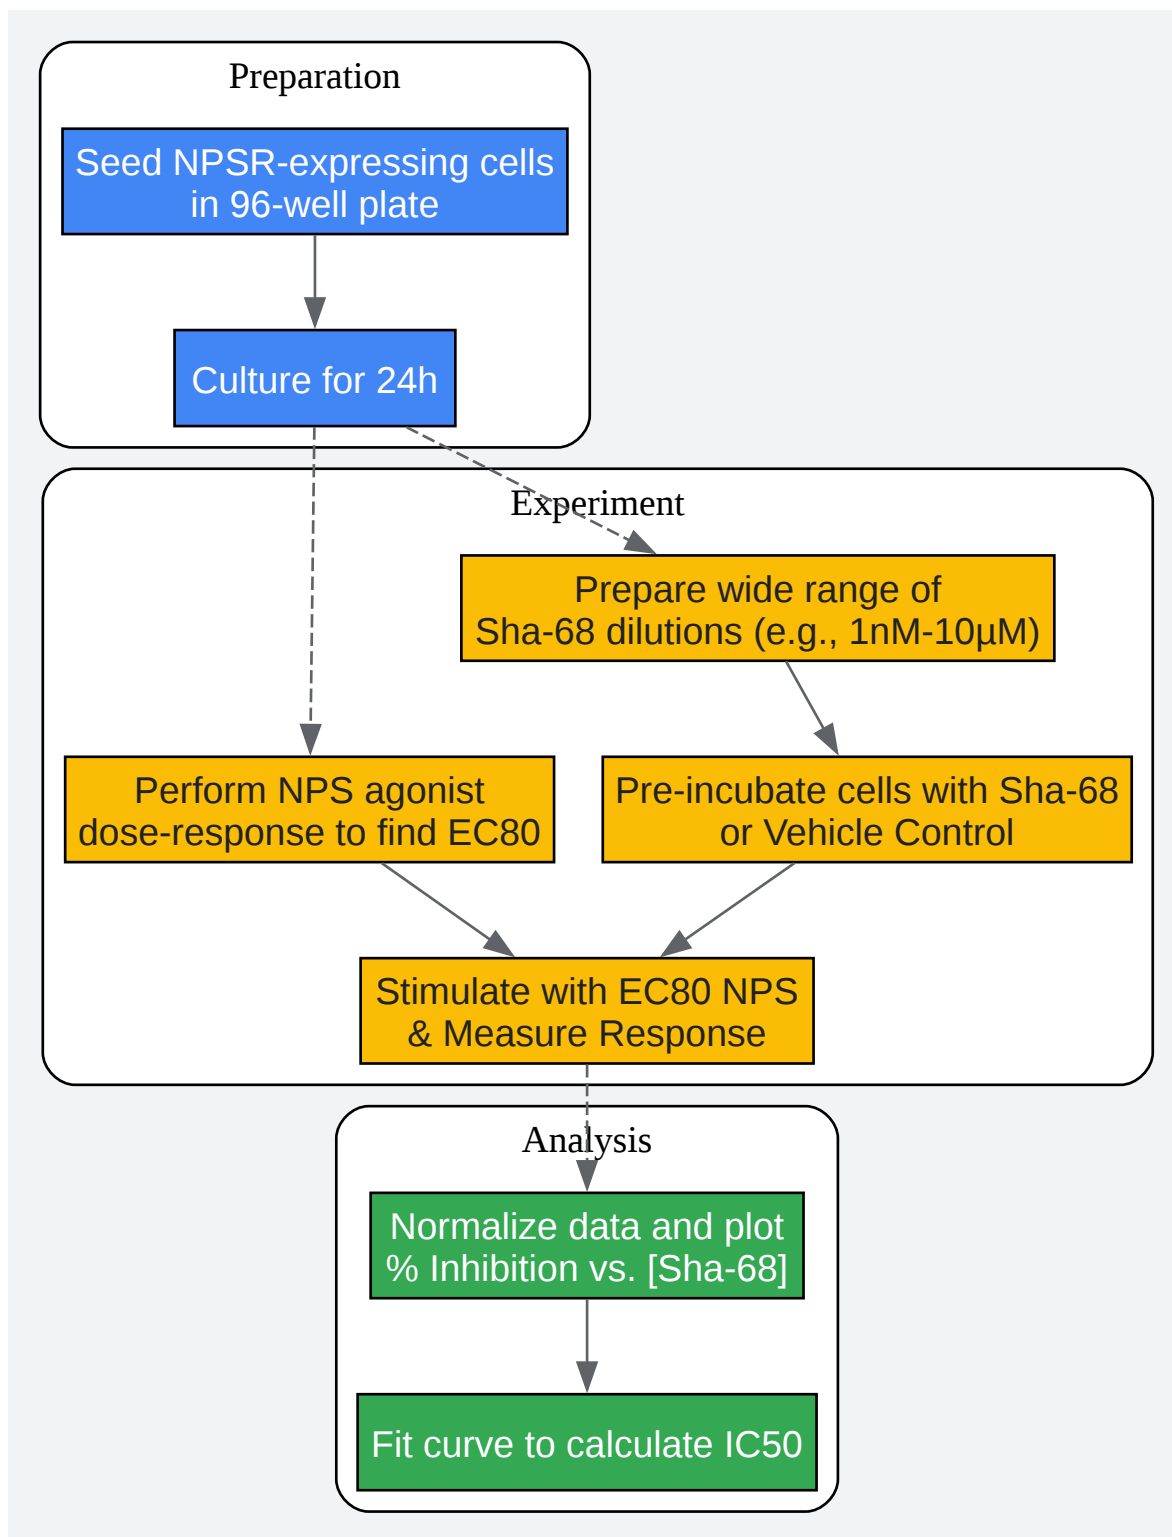 Preparation
Seed NPSR-expressing cells
in 96-well plate
Culture for 24h
Experiment
Prepare wide range of
Sha-68 dilutions (e.g., 1nM-10µM)
Perform NPS agonist
dose-response to find EC80
Pre-incubate cells with Sha-68
or Vehicle Control
Stimulate with EC80 NPS
& Measure Response
Analysis
Normalize data and plot
% Inhibition vs. [Sha-68]
Fit curve to calculate IC50